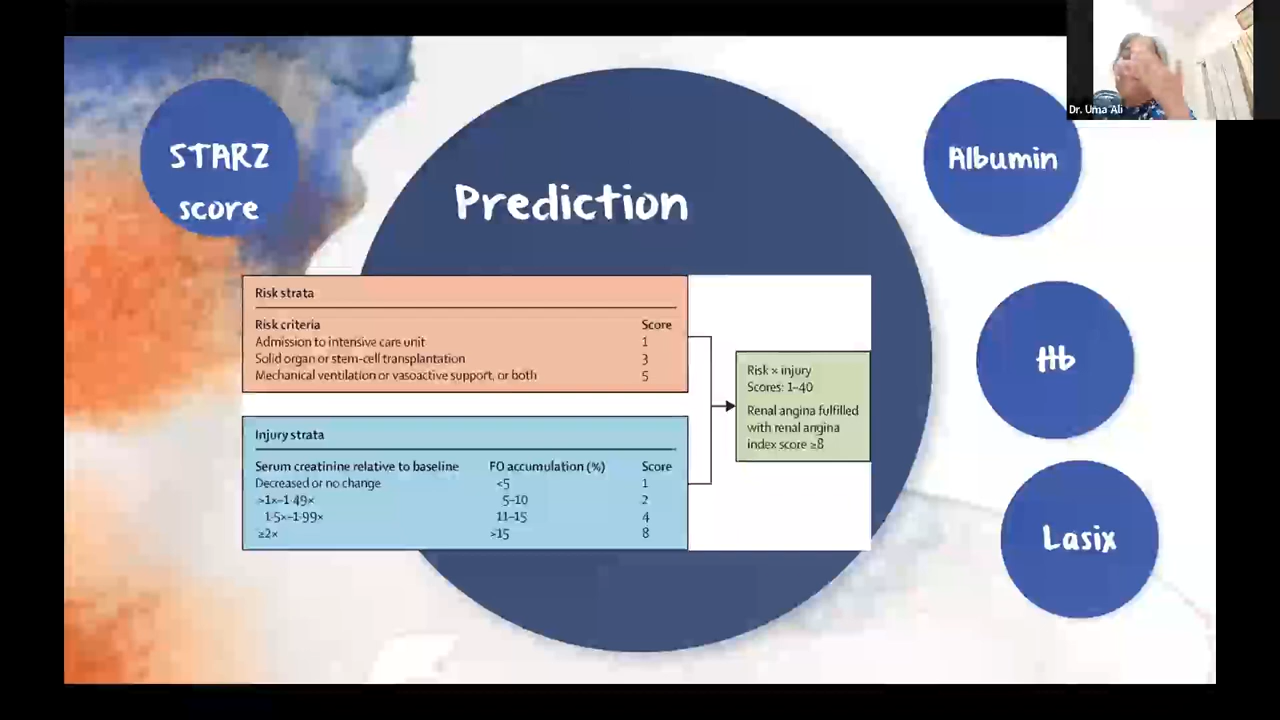 STARZ
score
Prediction
Albumin
Hb
Lasix
Dr. Uma Ali
Risk strata
Risk criteria Score
Admission to intensive care unit 1
Solid organ or stem-cell transplantation 3
Mechanical ventilation or vasoactive support, or both 5
Injury strata
Serum creatinine relative to baseline FO accumulation (%) Score
Decreased or no change <5 1
>1×–1·49× 5–10 2
1·5×–1·99× 11–15 4
≥2× >15 8
Risk × injury
Scores: 1–40
Renal angina fulfilled
with renal angina
index score ≥8